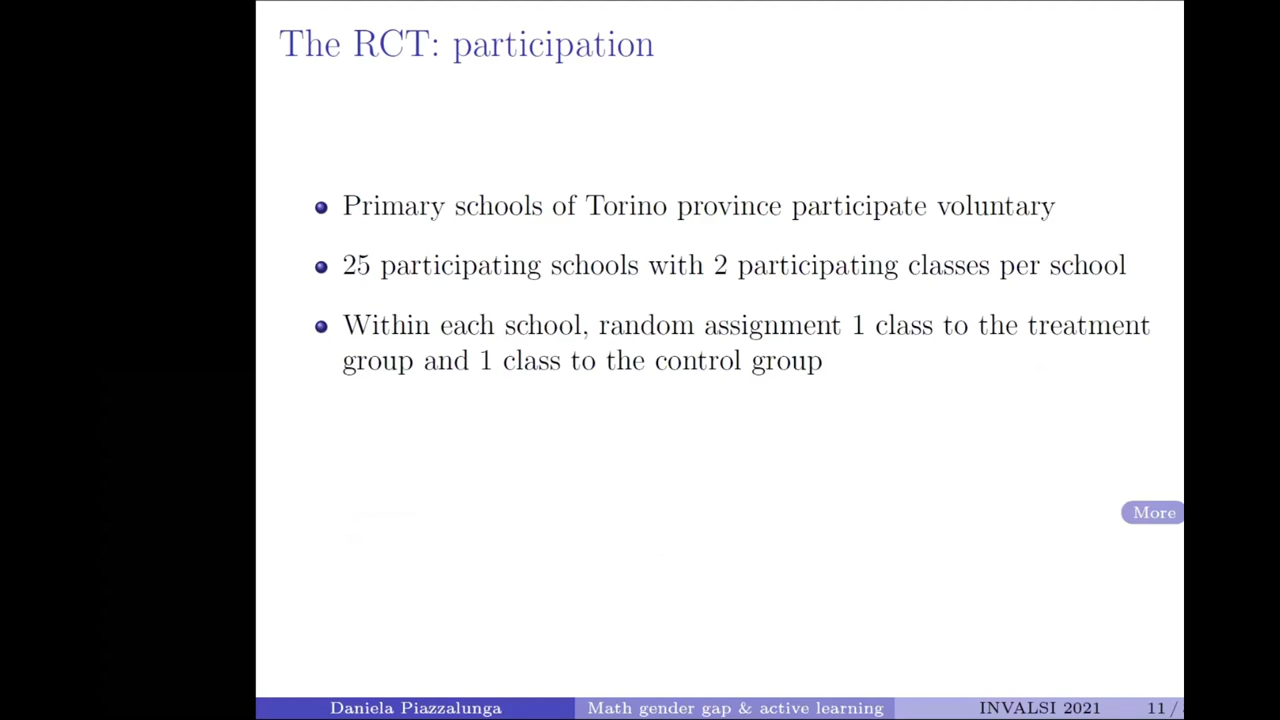 The RCT: participation
Primary schools of Torino province participate voluntary
25 participating schools with 2 participating classes per school
Within each school, random assignment 1 class to the treatment
group and 1 class to the control group
More
Daniela Piazzalunga Math gender gap & active learning INVALSI 2021 11 /